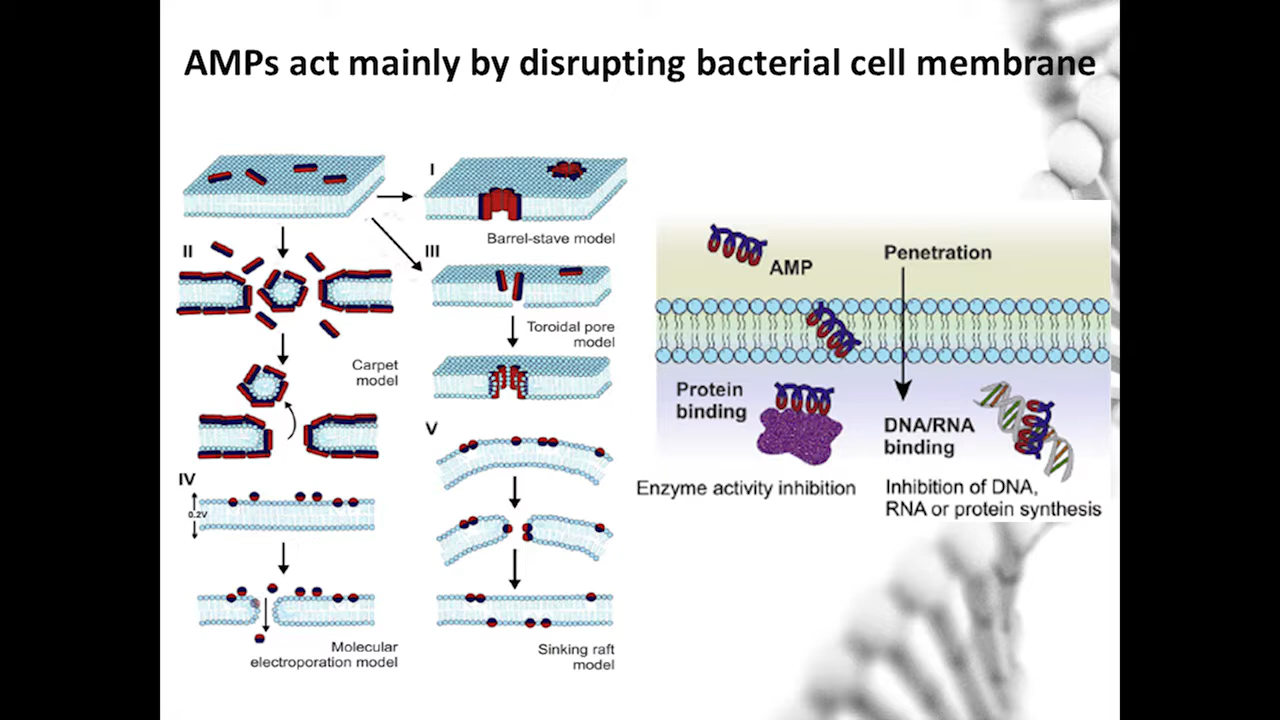 AMPs act mainly by disrupting bacterial cell membrane
I
Barrel-stave model
II
III
Toroidal pore
model
Carpet
model
IV
0.2V
V
Molecular
electroporation model
Sinking raft
model
AMP
Penetration
Protein
binding
DNA/RNA
binding
Enzyme activity inhibition
Inhibition of DNA,
RNA or protein synthesis